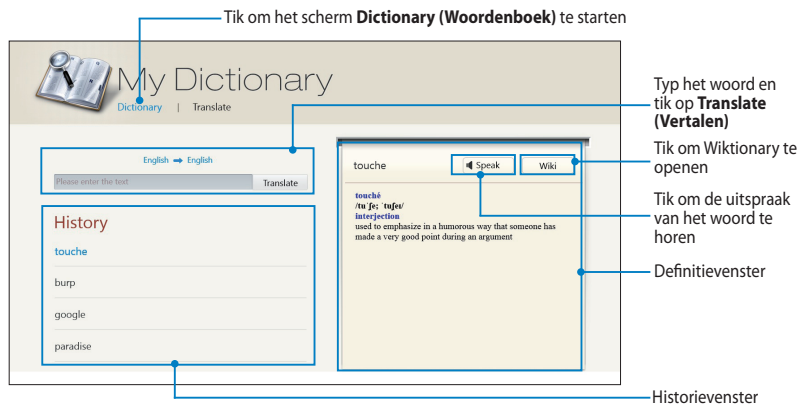 Tik om het scherm Dictionary (Woordenboek) te starten
My Dictionary
Dictionary | Translate
English ➡ English
Please enter the text
Translate
History
touche
burp
google
paradise
touche
Speak
Wiki
touché
/tuˈʃe; ˈtuʃeɪ/
interjection
used to emphasize in a humorous way that someone has
made a very good point during an argument
Typ het woord en
tik op Translate
(Vertalen)
Tik om Wiktionary te
openen
Tik om de uitspraak
van het woord te
horen
Definitievenster
Historievenster